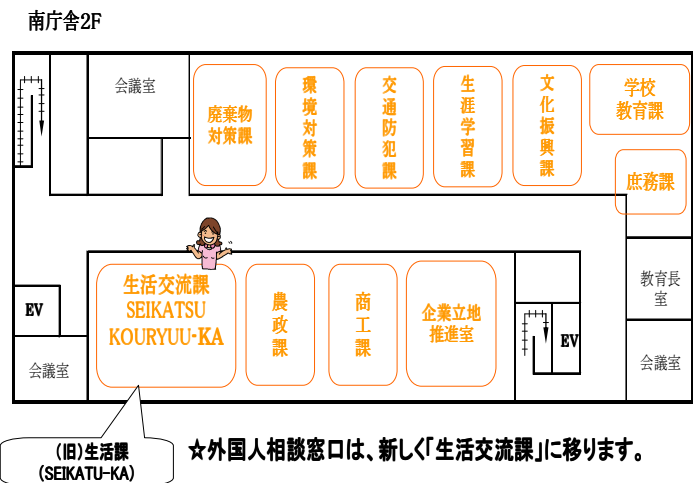 南庁舎2F
会議室
廃棄物
対策課
環境対策課
交通防犯課
生涯学習課
文化振興課
学校
教育課
庶務課
生活交流課
SEIKATSU
KOURYUU-KA
農政課
商工課
企業立地
推進室
教育長
室
EV
EV
会議室
会議室
(旧)生活課
(SEIKATU-KA)
☆外国人相談窓口は、新しく「生活交流課」に移ります。